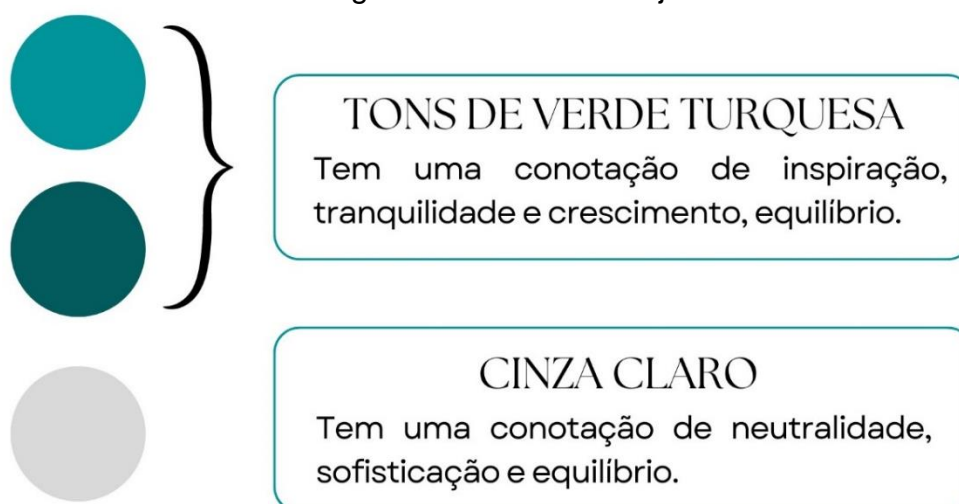 TONS DE VERDE TURQUESA
Tem uma conotação de inspiração,
tranquilidade e crescimento, equilíbrio.
CINZA CLARO
Tem uma conotação de neutralidade,
sofisticação e equilíbrio.